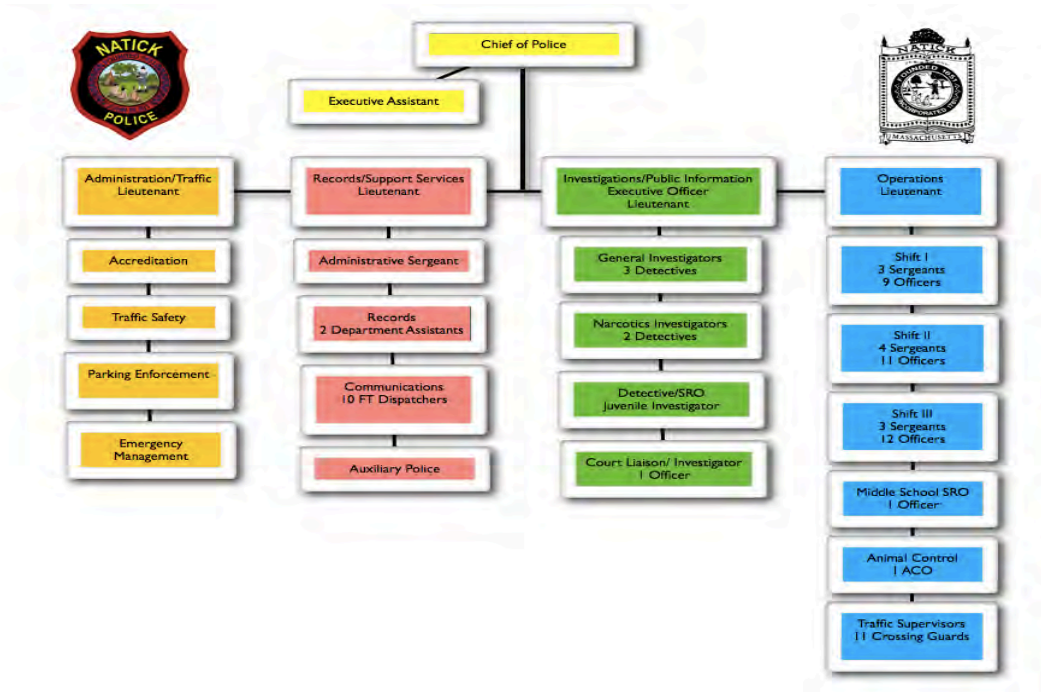 NATICK
POLICE
Chief of Police
Executive Assistant
NATICK
FOUNDED 1651
INCORPORATED
MASSACHUSETTS
Administration/Traffic
Lieutenant
Accreditation
Traffic Safety
Parking Enforcement
Emergency
Management
Records/Support Services
Lieutenant
Administrative Sergeant
Records
2 Department Assistants
Communications
10 FT Dispatchers
Auxiliary Police
Investigations/Public Information
Executive Officer
Lieutenant
General Investigators
3 Detectives
Narcotics Investigators
2 Detectives
Detective/SRO
Juvenile Investigator
Court Liaison/ Investigator
1 Officer
Operations
Lieutenant
Shift I
3 Sergeants
9 Officers
Shift II
4 Sergeants
11 Officers
Shift III
3 Sergeants
12 Officers
Middle School SRO
1 Officer
Animal Control
1 ACO
Traffic Supervisors
11 Crossing Guards